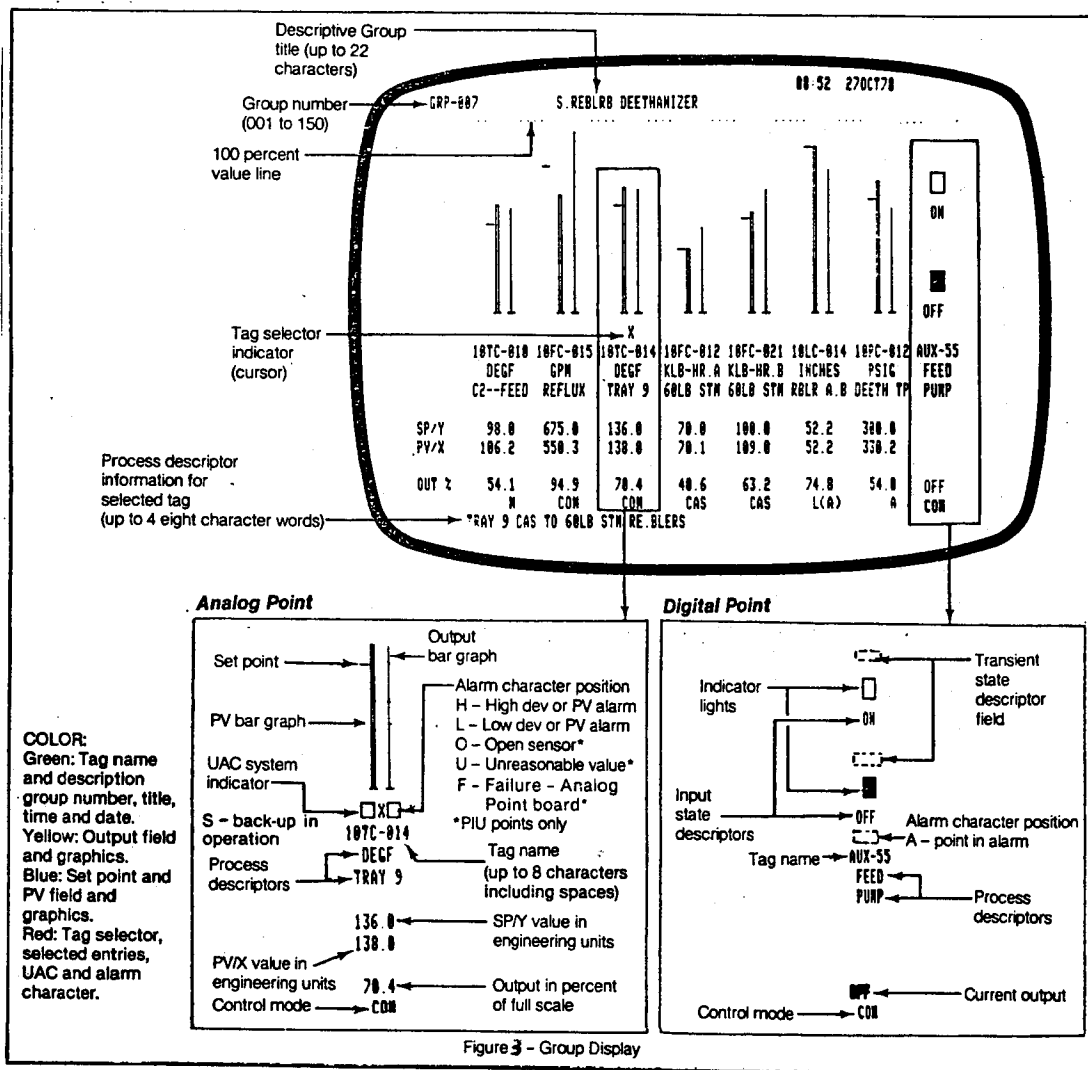 Descriptive Group
title (up to 22
characters)
08:52 27OCT78
Group number
(001 to 150)
GRP-007 S.REBLRB DEETHANIZER
100 percent
value line
ON
OFF
Tag selector
indicator
(cursor)
X
10TC-010 10FC-015 10TC-014 10FC-012 10FC-021 10LC-014 10PC-012 AUX-55
DEGF GPM DEGF KLB-HR.A KLB-HR.B INCHES PSIG FEED
C2--FEED REFLUX TRAY 9 60LB STM 60LB STM RBLR A.B DEETH TP PUMP
SP/Y 98.0 675.0 136.0 70.0 100.0 52.2 320.0
PV/X 106.2 550.3 138.0 70.1 109.0 52.2 330.2
OUT % 54.1 94.9 70.4 40.6 63.2 74.8 54.0 OFF
M COM COM CAS CAS L(A) A COM
Process descriptor
information for
selected tag
(up to 4 eight character words)
TRAY 9 CAS TO 60LB STM RE.BLERS
Analog Point
Set point
Output
bar graph
PV bar graph
Alarm character position
H – High dev or PV alarm
L – Low dev or PV alarm
O – Open sensor*
U – Unreasonable value*
F – Failure – Analog
Point board*
*PIU points only
UAC system
indicator
X
S – back-up in
operation
10TC-014
Process
descriptors
DEGF
TRAY 9
Tag name
(up to 8 characters
including spaces)
136.0
SP/Y value in
engineering units
138.0
PV/X value in
engineering units
70.4
Output in percent
of full scale
Control mode
COM
COLOR:
Green: Tag name
and description
group number, title,
time and date.
Yellow: Output field
and graphics.
Blue: Set point and
PV field and
graphics.
Red: Tag selector,
selected entries,
UAC and alarm
character.
Digital Point
Transient
state
descriptor
field
Indicator
lights
ON
Input
state
descriptors
OFF
Alarm character position
A – point in alarm
Tag name
AUX-55
FEED
PUMP
Process
descriptors
OFF
Current output
Control mode
COM
Figure 3 – Group Display